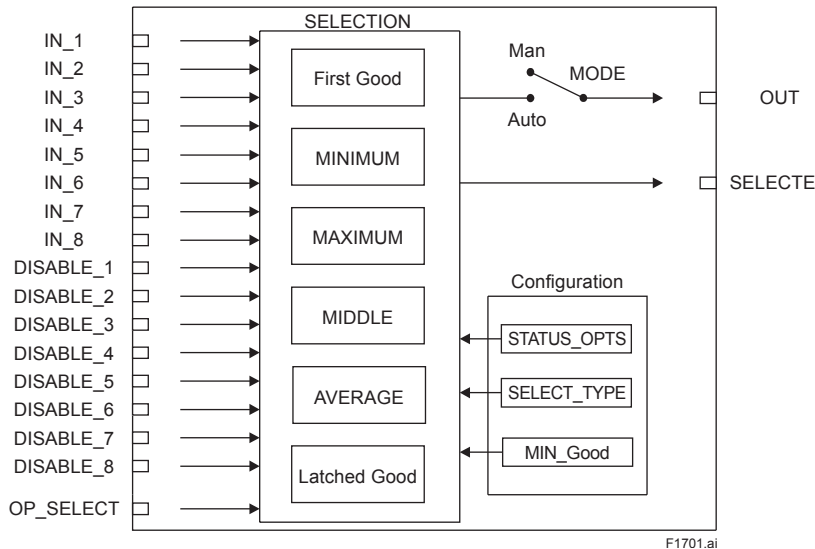 SELECTION
IN_1
IN_2
IN_3
IN_4
IN_5
IN_6
IN_7
IN_8
DISABLE_1
DISABLE_2
DISABLE_3
DISABLE_4
DISABLE_5
DISABLE_6
DISABLE_7
DISABLE_8
OP_SELECT
First Good
MINIMUM
MAXIMUM
MIDDLE
AVERAGE
Latched Good
Man
MODE
Auto
OUT
SELECTE
Configuration
STATUS_OPTS
SELECT_TYPE
MIN_Good
F1701.ai